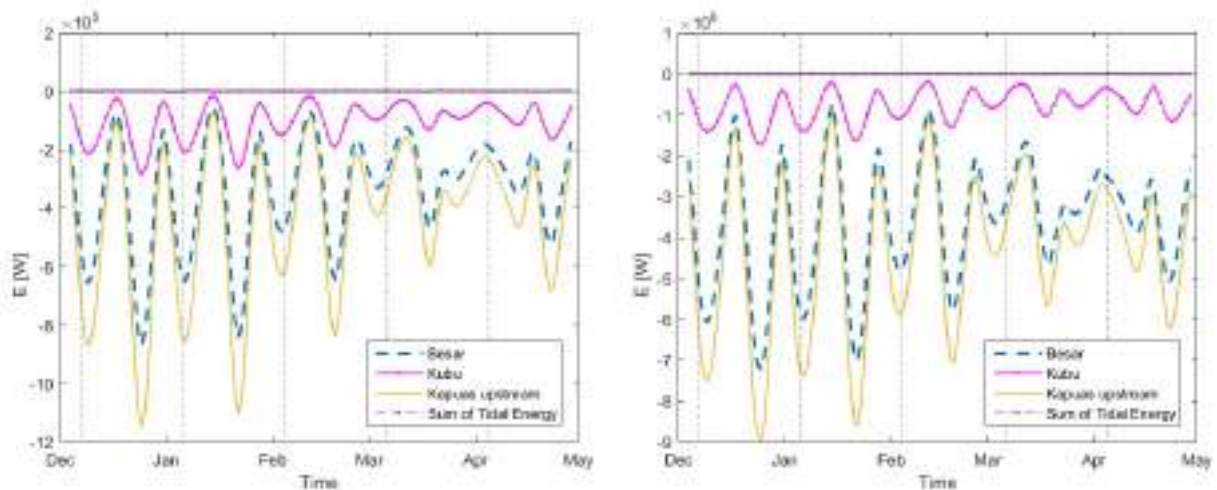 ×10⁵
2
0
-2
-4
-6
-8
-10
-12
E [W]
Dec Jan Feb Mar Apr May
Time
Besar
Kubu
Kapuas upstream
Sum of Tidal Energy
1
0
-1
-2
-3
-4
-5
-6
-7
-8
-9
E [W]
Dec Jan Feb Mar Apr May
Time
Besar
Kubu
Kapuas upstream
Sum of Tidal Energy